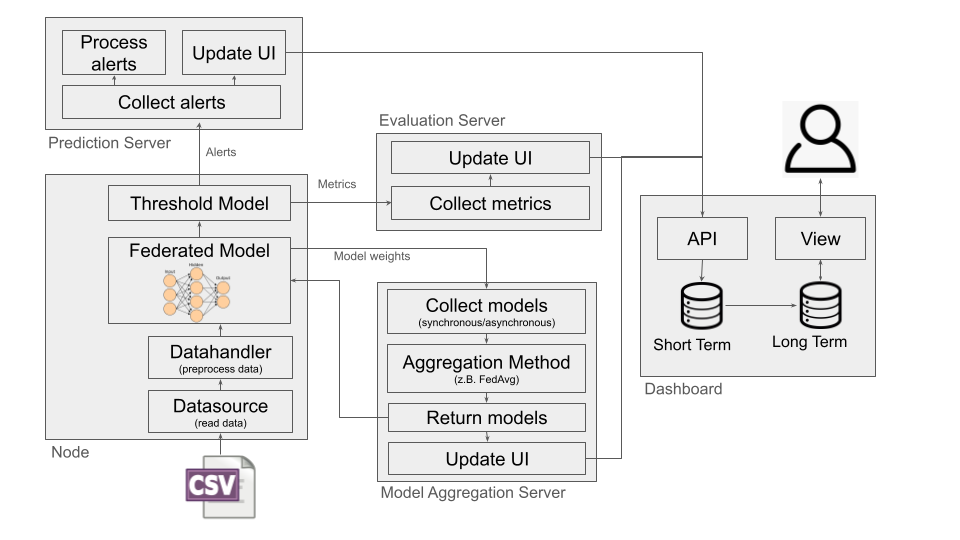 Process
alerts
Update UI
Collect alerts
Prediction Server
Alerts
Evaluation Server
Update UI
Collect metrics
Metrics
Threshold Model
Federated Model
Input
Hidden
Output
Model weights
Datahandler
(preprocess data)
Datasource
(read data)
Node
CSV
Collect models
(synchronous/asynchronous)
Aggregation Method
(z.B. FedAvg)
Return models
Update UI
Model Aggregation Server
API
View
Short Term
Long Term
Dashboard